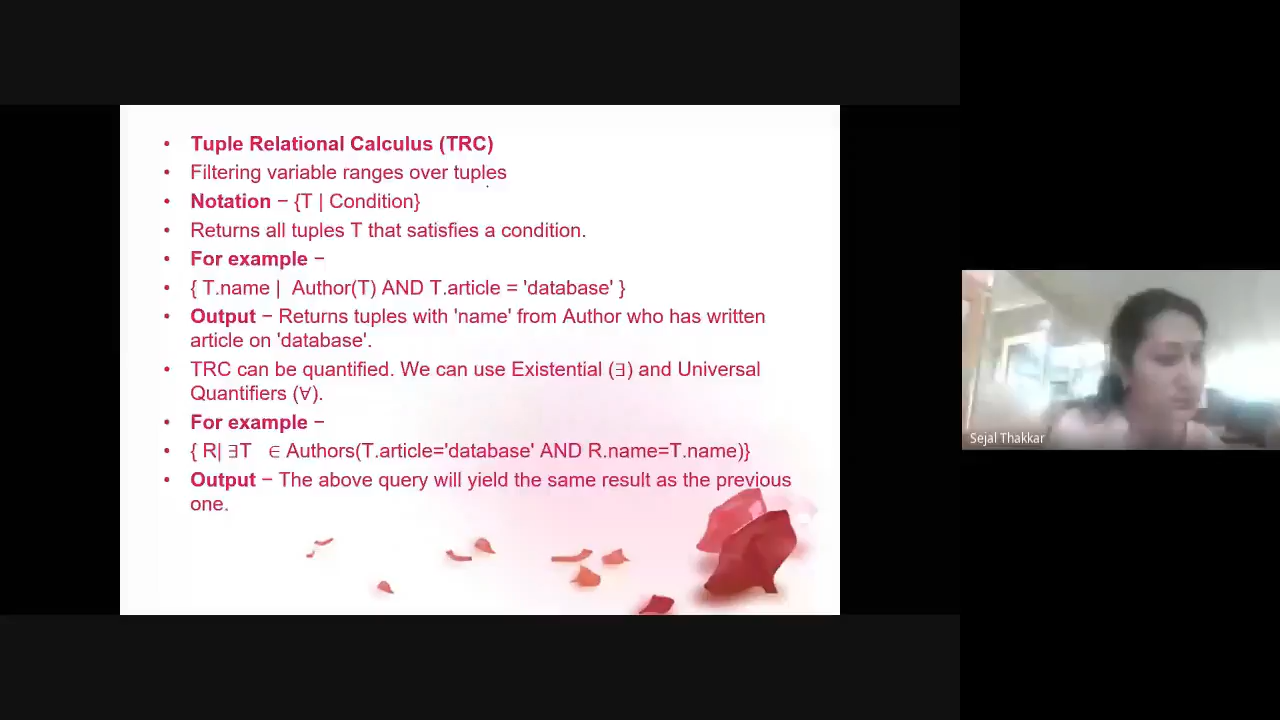 • Tuple Relational Calculus (TRC)
• Filtering variable ranges over tuples
• Notation − {T | Condition}
• Returns all tuples T that satisfies a condition.
• For example −
• { T.name | Author(T) AND T.article = 'database' }
• Output − Returns tuples with 'name' from Author who has written
article on 'database'.
• TRC can be quantified. We can use Existential (∃) and Universal
Quantifiers (∀).
• For example −
• { R| ∃T ∈ Authors(T.article='database' AND R.name=T.name)}
• Output − The above query will yield the same result as the previous
one.
Sejal Thakkar